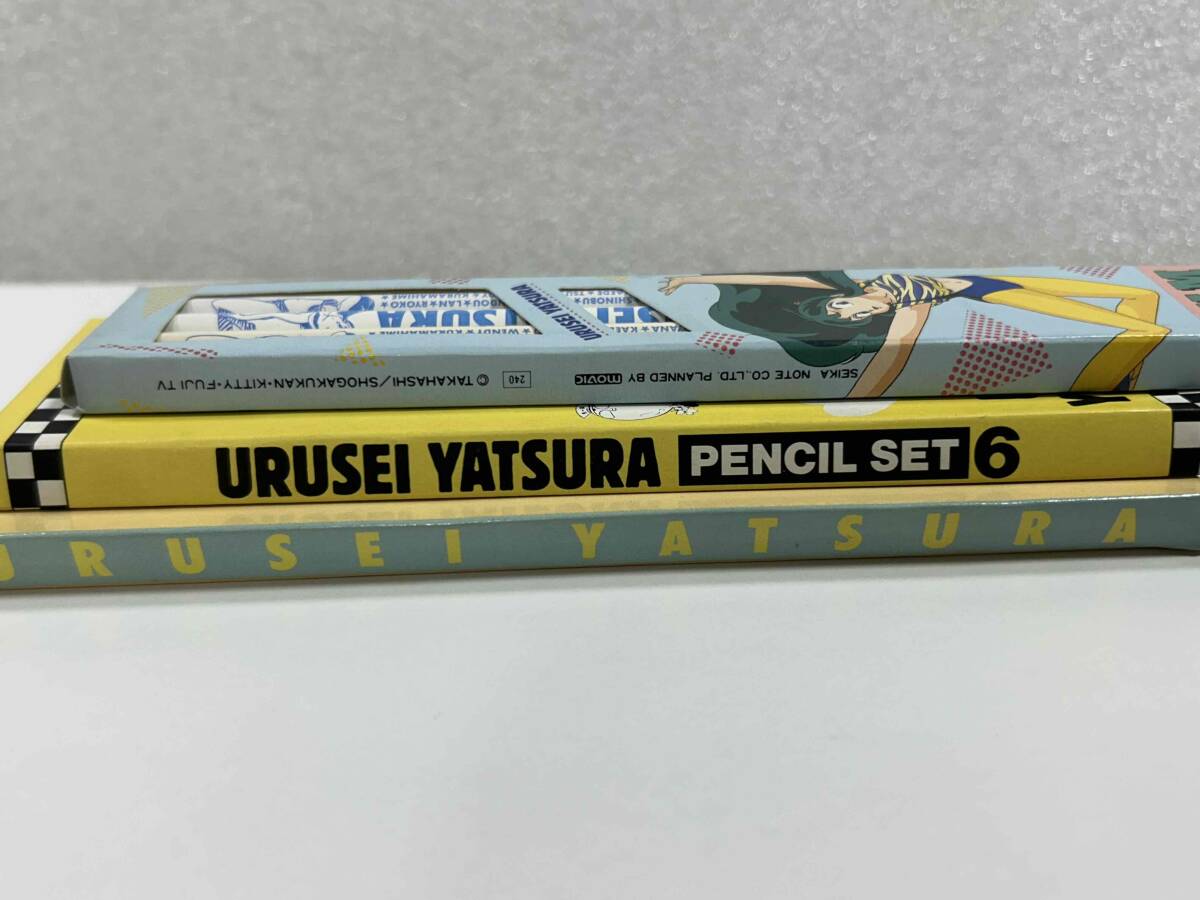 URUSEI YATSURA
SEIKA NOTE CO.,LTD. PLANNED BY movic
240
© TAKAHASHI/SHOGAKUKAN・KITTY・FUJI TV
URUSEI YATSURA PENCIL SET 6
URUSEI YATSURA